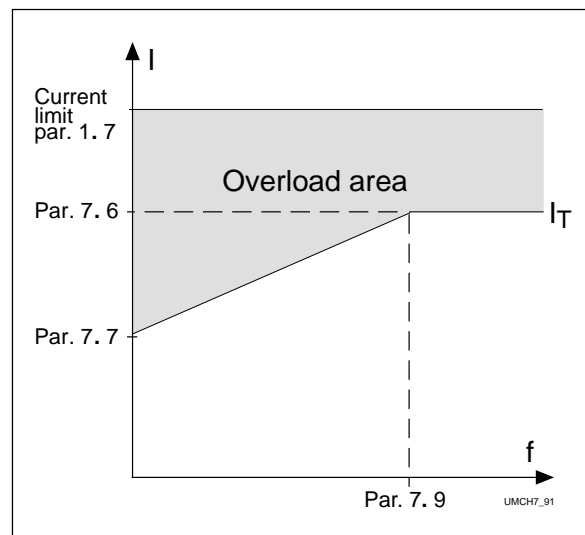 I
Current
limit
par. 1.7
Overload area
Par. 7.6
I_T
Par. 7.7
f
Par. 7.9
UMCH7_91